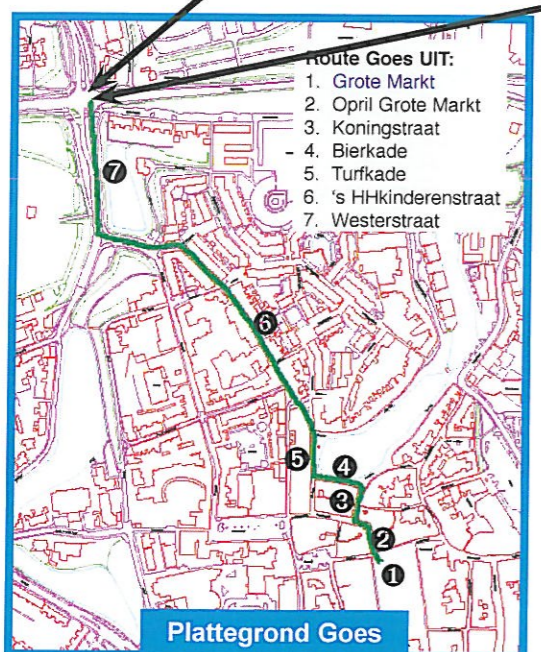 Route Goes UIT:
1. Grote Markt
2. Opril Grote Markt
3. Koningstraat
4. Bierkade
5. Turfkade
6. 's HHkinderenstraat
7. Westerstraat
7
6
5
4
3
2
1
Plattegrond Goes